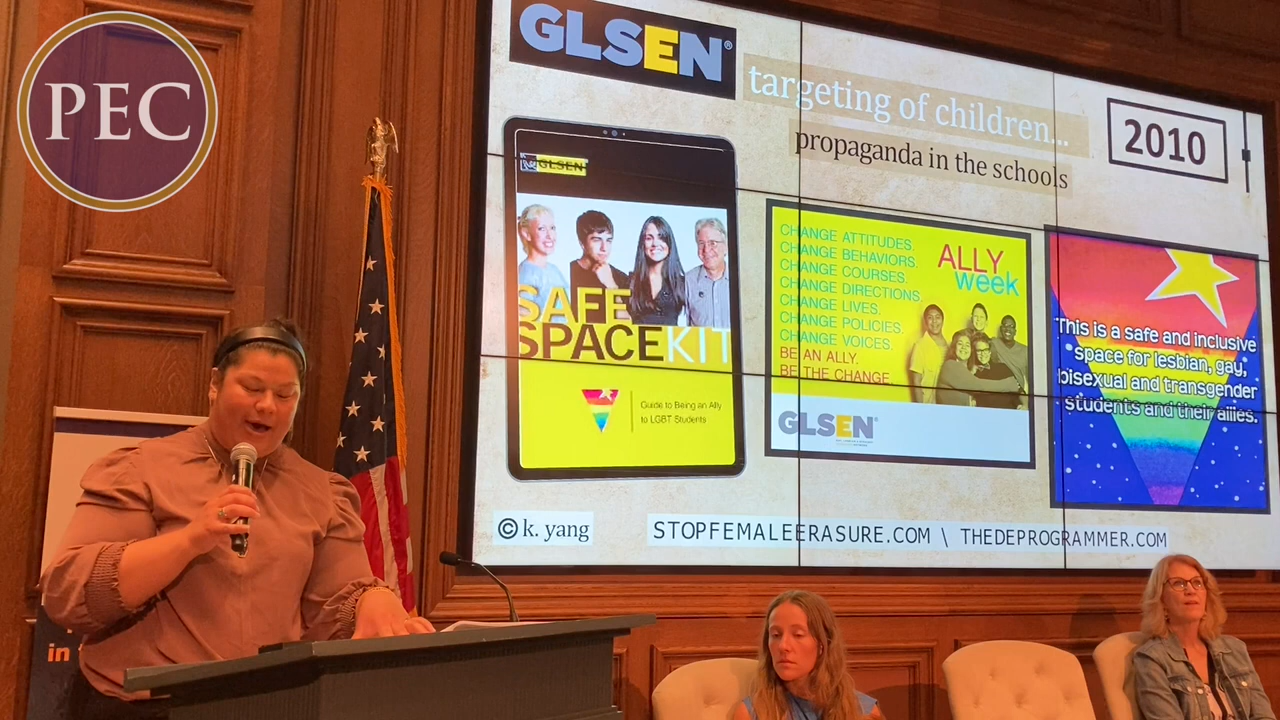 PEC
GLSEN®
targeting of children...
propaganda in the schools
2010
GLSEN
SAFE
SPACE KIT
Guide to Being an Ally
to LGBT Students
CHANGE ATTITUDES.
CHANGE BEHAVIORS.
CHANGE COURSES.
CHANGE DIRECTIONS.
CHANGE LIVES.
CHANGE POLICIES.
CHANGE VOICES.
BE AN ALLY.
BE THE CHANGE.
ALLY
week
GLSEN
This is a safe and inclusive
space for lesbian, gay,
bisexual and transgender
students and their allies.
© k. yang
STOPFEMALEERASURE.COM \ THEDEPROGRAMMER.COM
in